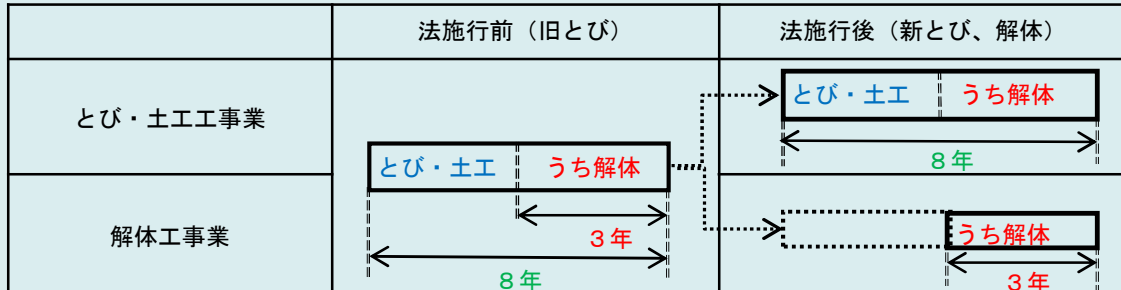 法施行前（旧とび）
法施行後（新とび、解体）
とび・土工工事業
とび・土工 うち解体
8年
とび・土工 うち解体
3年
8年
解体工事業
うち解体
3年